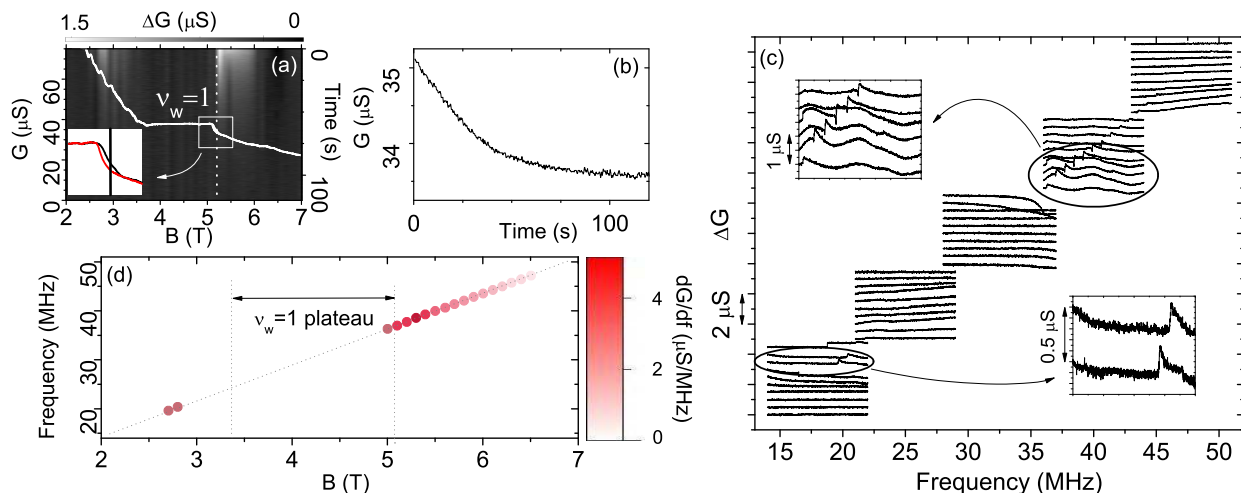 1.5 ΔG (μS) 0
(a)
ν_w=1
G (μS)
0 20 40 60 80
Time (s)
0
100
2 3 4 5 6 7
B (T)
(b)
G (μS)
35
34
0 50 100
Time (s)
(c)
ΔG
2 μS
1 μS
0.5 μS
15 20 25 30 35 40 45 50
Frequency (MHz)
(d)
Frequency (MHz)
20 30 40 50
ν_w=1 plateau
2 3 4 5 6 7
B (T)
dG/df (μS/MHz)
4
2
0